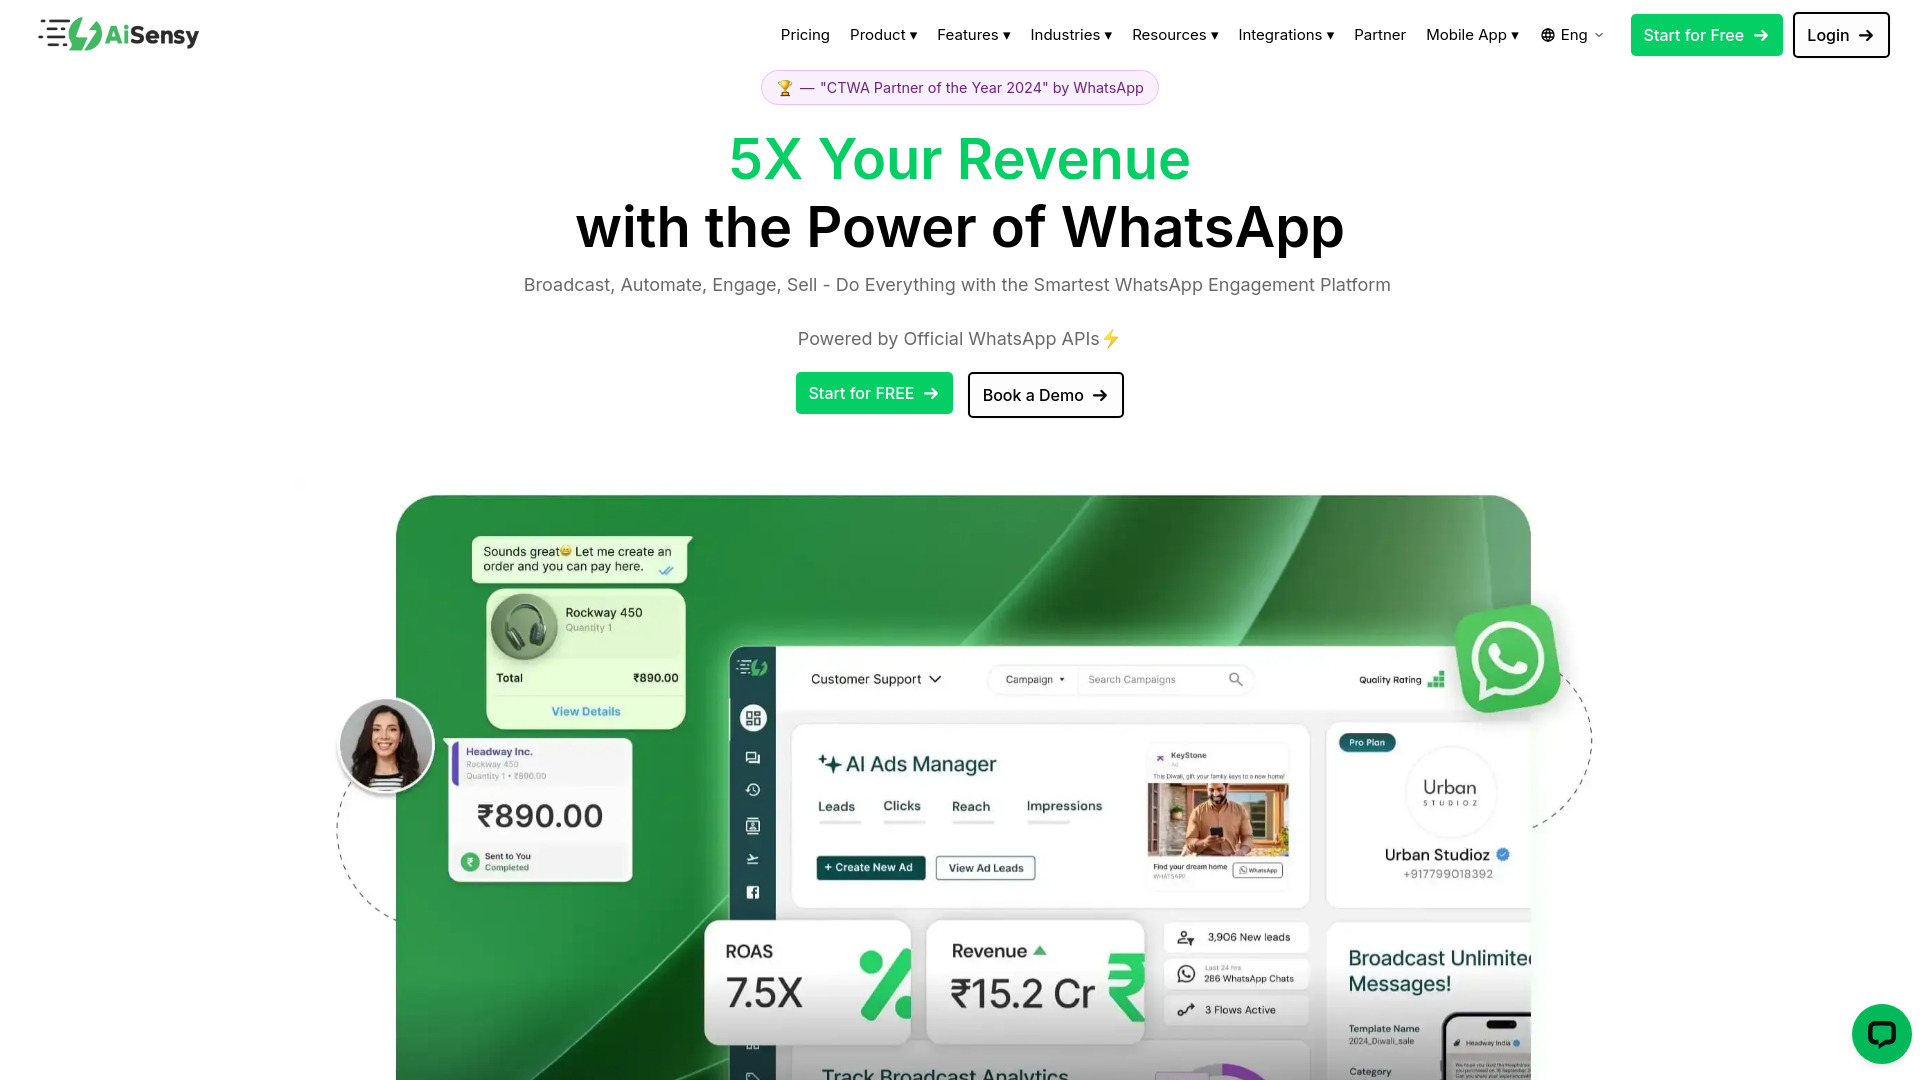 AiSensy
Pricing
Product ▾
Features ▾
Industries ▾
Resources ▾
Integrations ▾
Partner
Mobile App ▾
Eng
Start for Free →
Login →
🏆 — "CTWA Partner of the Year 2024" by WhatsApp
5X Your Revenue
with the Power of WhatsApp
Broadcast, Automate, Engage, Sell - Do Everything with the Smartest WhatsApp Engagement Platform
Powered by Official WhatsApp APIs⚡
Start for FREE →
Book a Demo →
Sounds great😄 Let me create an
order and you can pay here.
Rockway 450
Quantity 1
Total ₹890.00
View Details
Headway Inc.
Rockway 450
Quantity 1 • ₹890.00
₹890.00
Sent to You
Completed
Customer Support
Campaign ▾
Search Campaigns
Quality Rating
AI Ads Manager
Leads
Clicks
Reach
Impressions
+ Create New Ad
View Ad Leads
KeyStone
Ad
This Diwali, gift your family keys to a new home!
Find your dream home
WHATSAPP
WhatsApp
Pro Plan
Urban
STUDIOZ
Urban Studioz
+917799018392
ROAS
7.5X
Revenue
₹15.2 Cr
3,906 New leads
Last 24 hrs
286 WhatsApp Chats
3 Flows Active
Broadcast Unlimite
Messages!
Template Name
2024_Diwali_sale
Category
Headway India
Track Broadcast Analytics